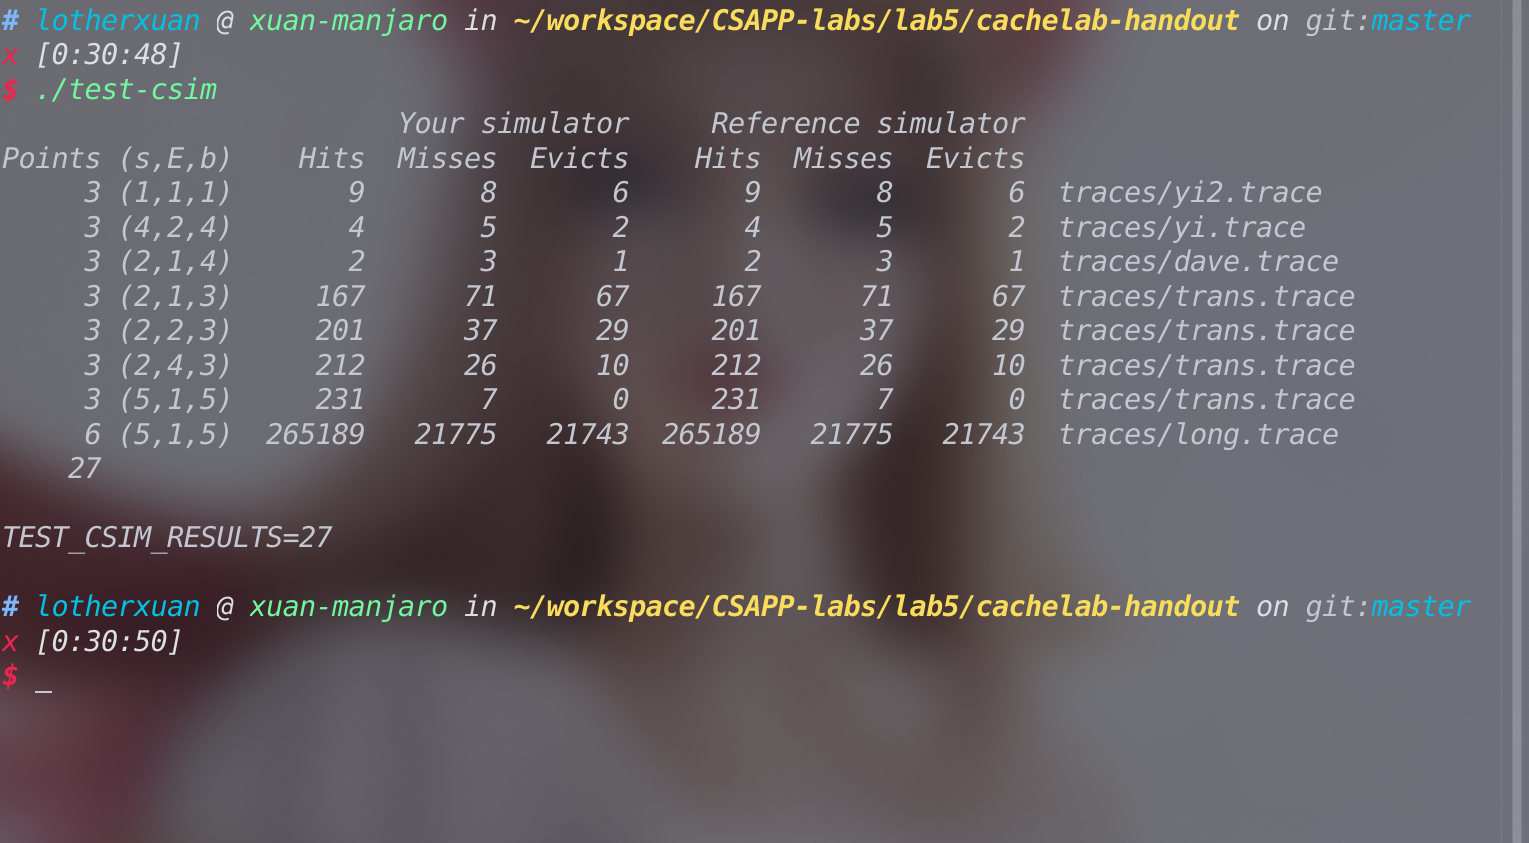 # lotherxuan @ xuan-manjaro in ~/workspace/CSAPP-labs/lab5/cachelab-handout on git:master
x [0:30:48]
$ ./test-csim
Your simulator Reference simulator
Points (s,E,b) Hits Misses Evicts Hits Misses Evicts
3 (1,1,1) 9 8 6 9 8 6 traces/yi2.trace
3 (4,2,4) 4 5 2 4 5 2 traces/yi.trace
3 (2,1,4) 2 3 1 2 3 1 traces/dave.trace
3 (2,1,3) 167 71 67 167 71 67 traces/trans.trace
3 (2,2,3) 201 37 29 201 37 29 traces/trans.trace
3 (2,4,3) 212 26 10 212 26 10 traces/trans.trace
3 (5,1,5) 231 7 0 231 7 0 traces/trans.trace
6 (5,1,5) 265189 21775 21743 265189 21775 21743 traces/long.trace
27
TEST_CSIM_RESULTS=27
# lotherxuan @ xuan-manjaro in ~/workspace/CSAPP-labs/lab5/cachelab-handout on git:master
x [0:30:50]
$ _